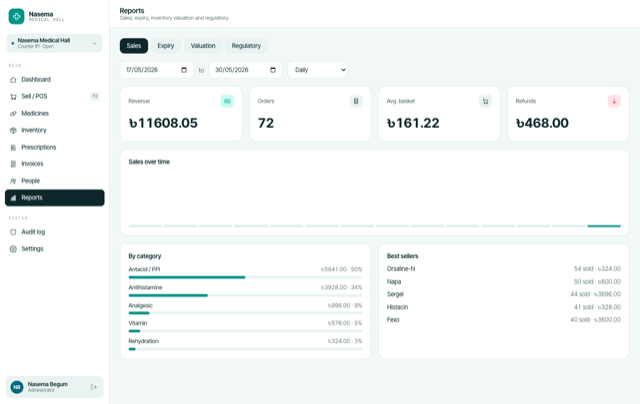 Nasema
MEDICAL HALL
Nasema Medical Hall
Counter #1 · Open
MAIN
Dashboard
Sell / POS
F2
Medicines
Inventory
Prescriptions
Invoices
People
Reports
SYSTEM
Audit log
Settings
NB
Nasema Begum
Administrator
Reports
Sales, expiry, inventory valuation and regulatory.
Sales
Expiry
Valuation
Regulatory
17/05/2026
to
30/05/2026
Daily
Revenue
৳11608.05
Orders
72
Avg. basket
৳161.22
Refunds
৳468.00
Sales over time
By category
Antacid / PPI
৳5841.00 · 50%
Antihistamine
৳3928.00 · 34%
Analgesic
৳996.00 · 9%
Vitamin
৳576.00 · 5%
Rehydration
৳324.00 · 3%
Best sellers
Orsaline-N
54 sold · ৳324.00
Napa
50 sold · ৳600.00
Sergel
44 sold · ৳3696.00
Histacin
41 sold · ৳328.00
Fexo
40 sold · ৳3600.00